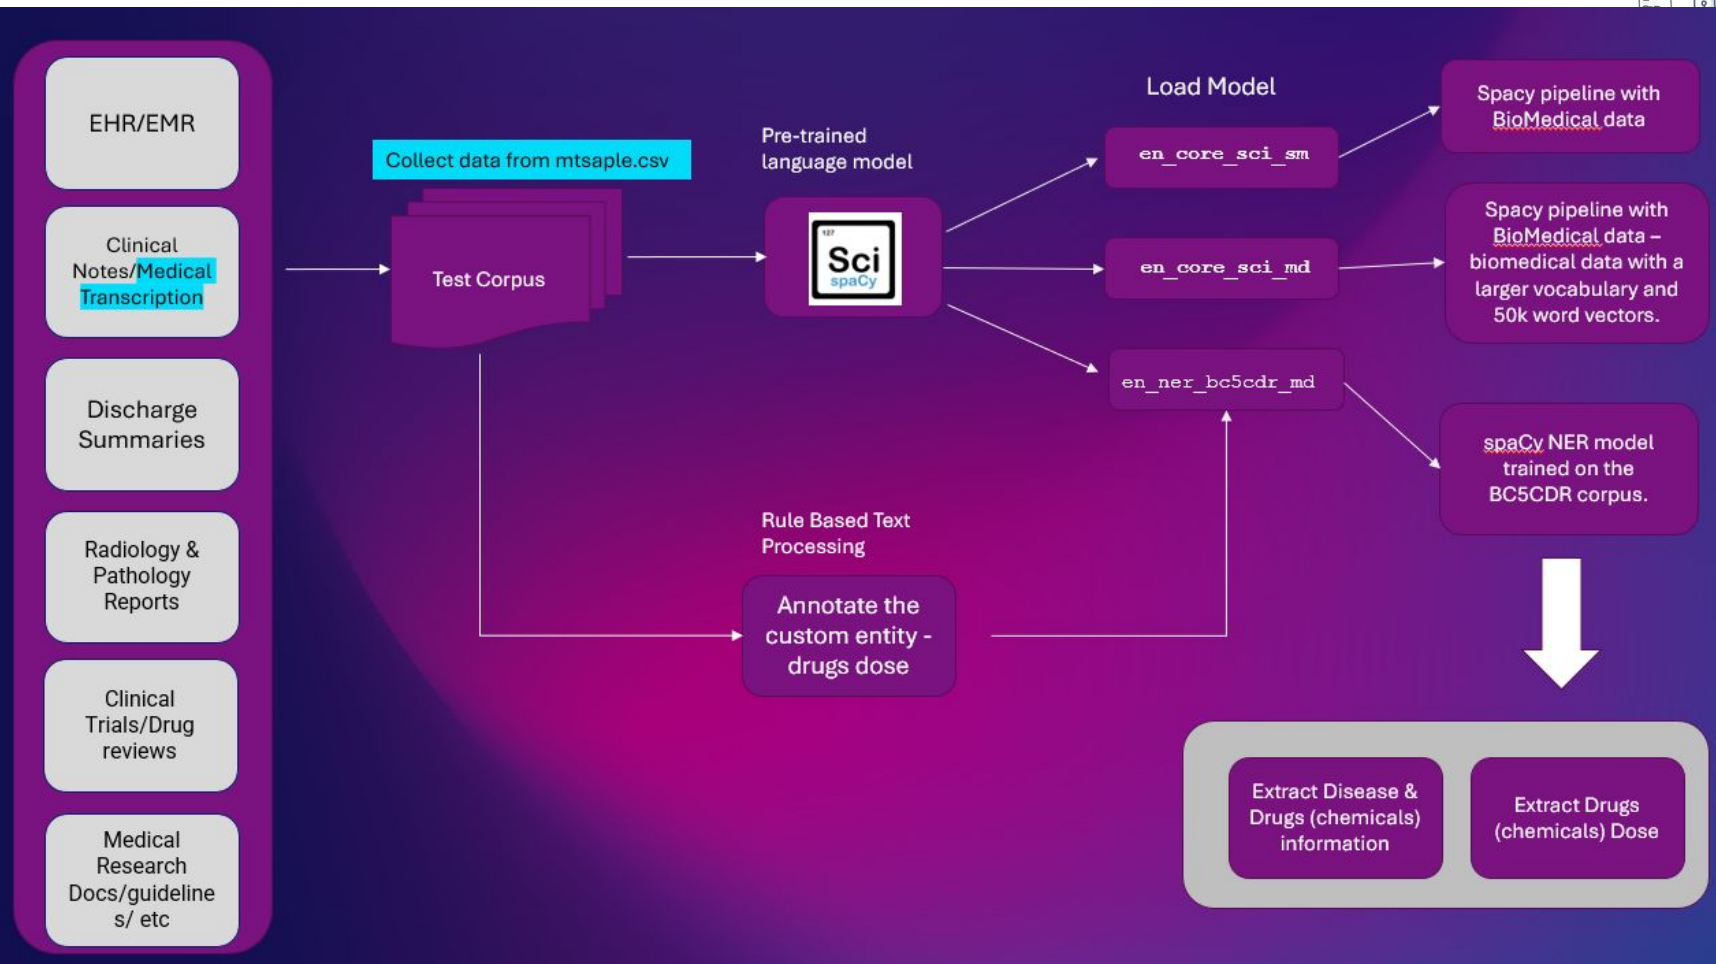 EHR/EMR
Clinical
Notes/Medical
Transcription
Discharge
Summaries
Radiology &
Pathology
Reports
Clinical
Trials/Drug
reviews
Medical
Research
Docs/guideline
s/ etc
Collect data from mtsaple.csv
Test Corpus
Pre-trained
language model
127
Sci
spaCy
Rule Based Text
Processing
Annotate the
custom entity -
drugs dose
Load Model
en_core_sci_sm
en_core_sci_md
en_ner_bc5cdr_md
Spacy pipeline with
BioMedical data
Spacy pipeline with
BioMedical data –
biomedical data with a
larger vocabulary and
50k word vectors.
spaCy NER model
trained on the
BC5CDR corpus.
Extract Disease &
Drugs (chemicals)
information
Extract Drugs
(chemicals) Dose